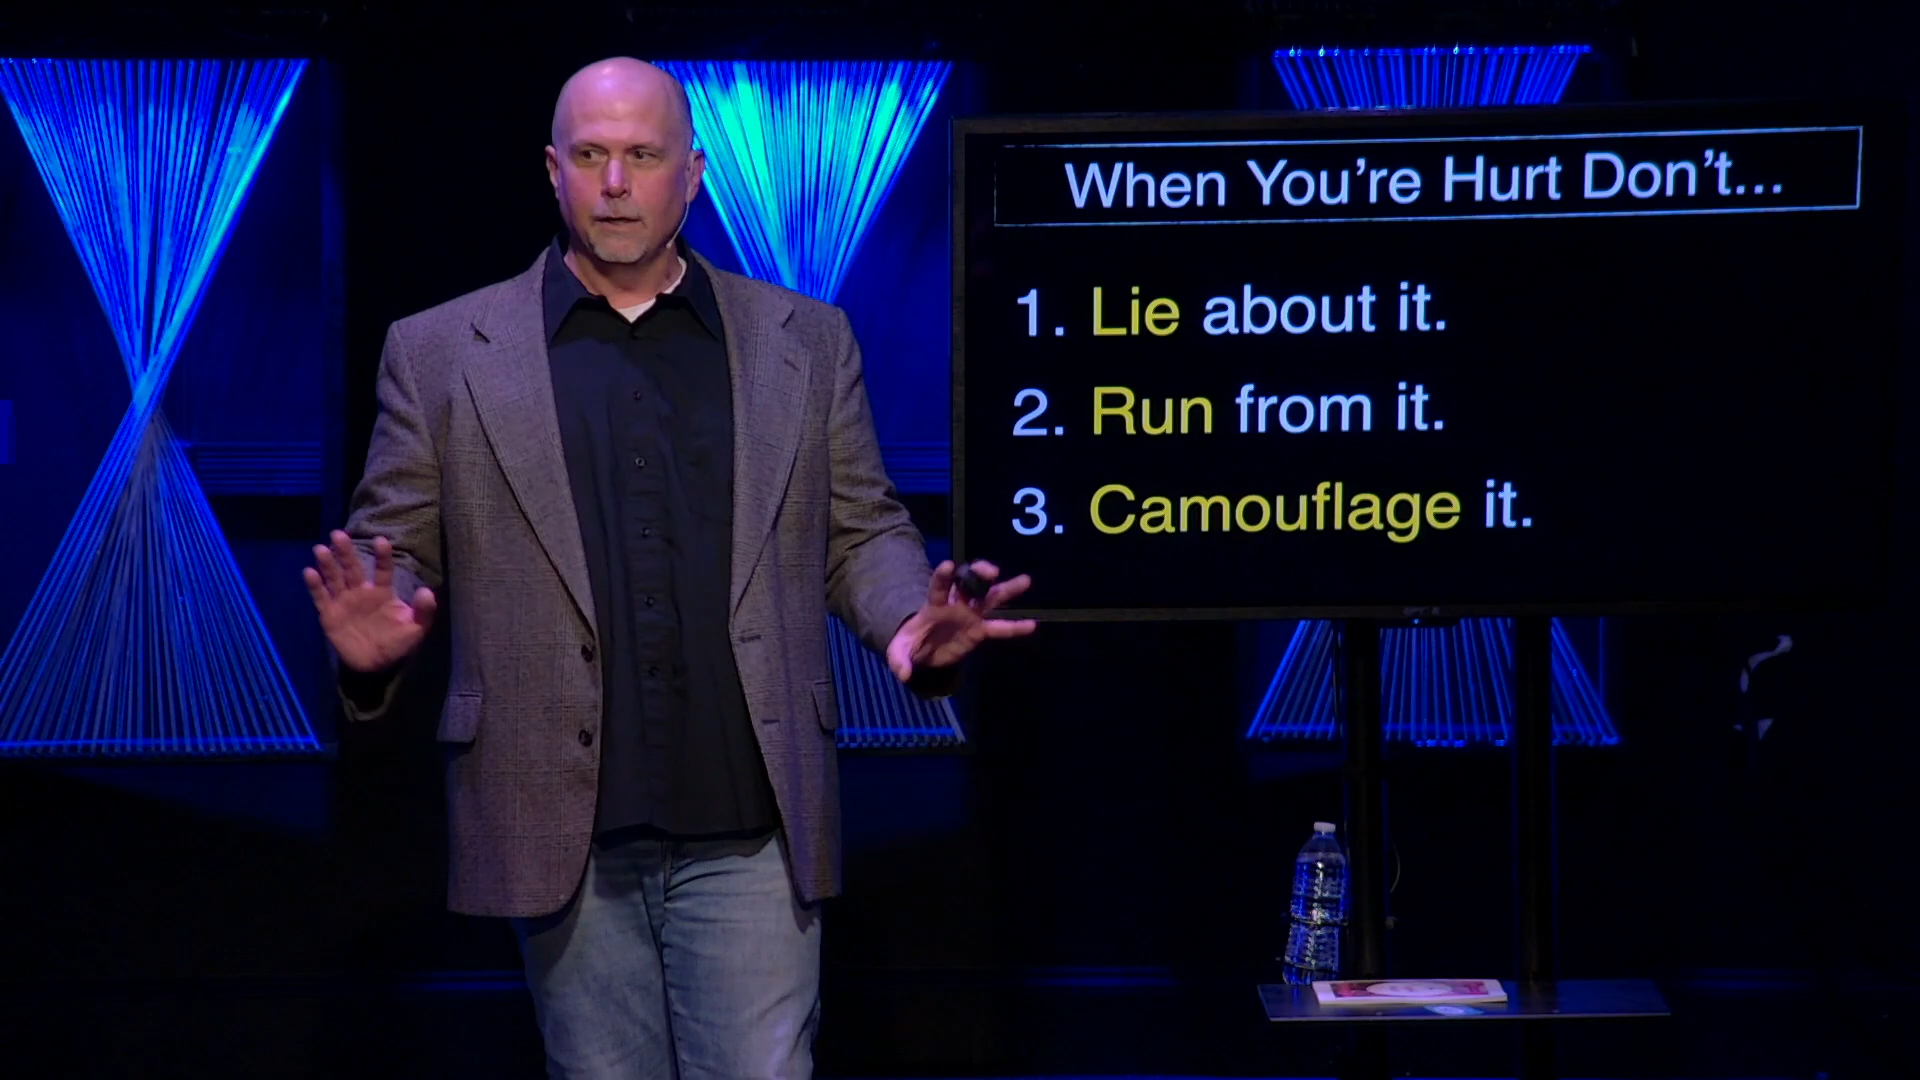 When You're Hurt Don't...
1. Lie about it.
2. Run from it.
3. Camouflage it.